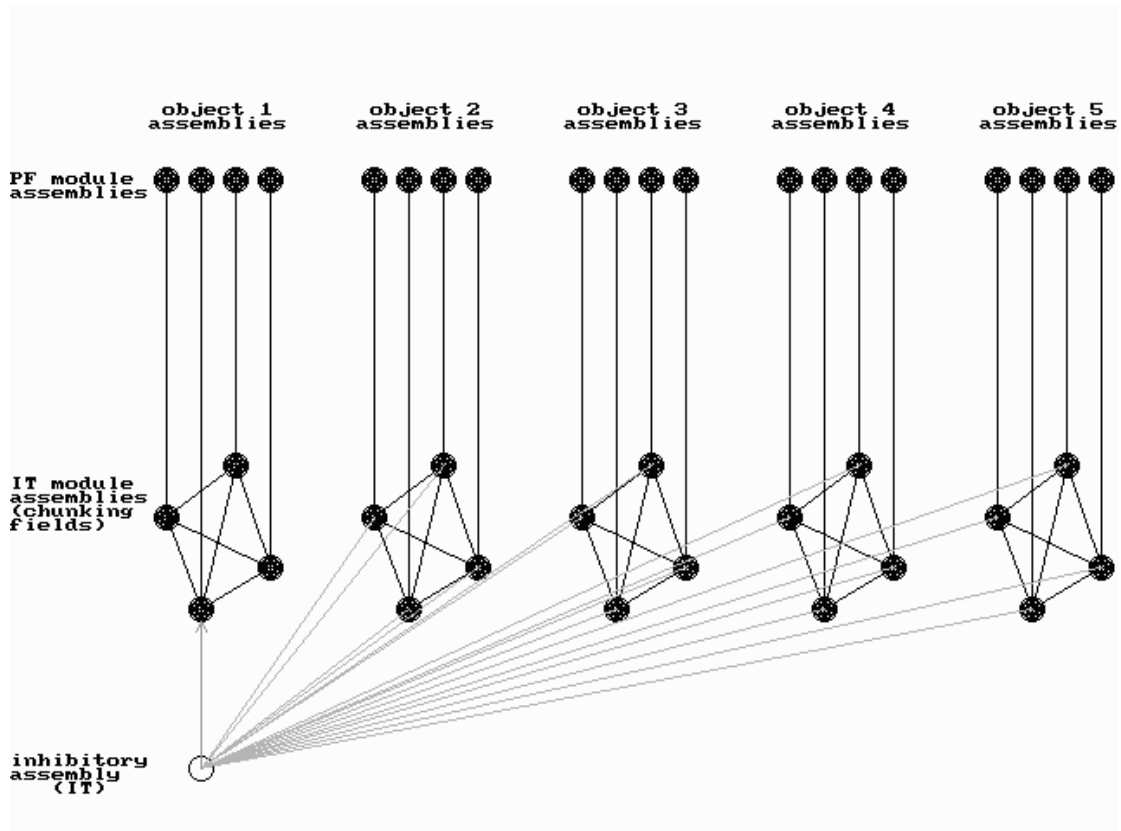 object 1
assemblies
object 2
assemblies
object 3
assemblies
object 4
assemblies
object 5
assemblies
PF module
assemblies
IT module
assemblies
(chunking
fields)
inhibitory
assembly
(IT)